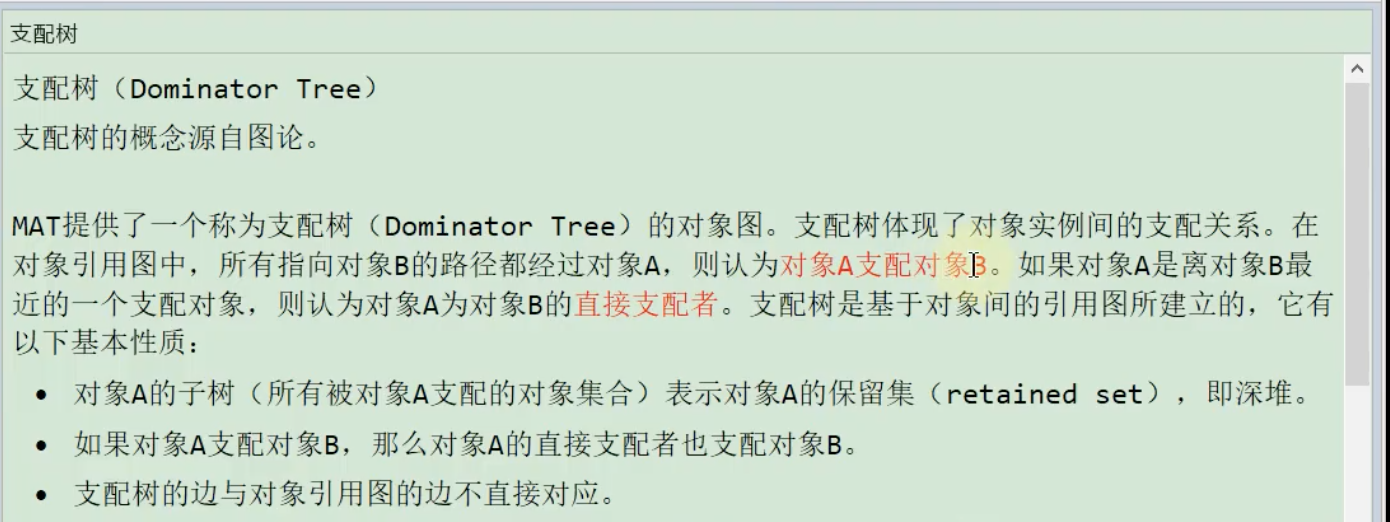 支配树
支配树（Dominator Tree）
支配树的概念源自图论。
MAT提供了一个称为支配树（Dominator Tree）的对象图。支配树体现了对象实例间的支配关系。在
对象引用图中，所有指向对象B的路径都经过对象A，则认为对象A支配对象B。如果对象A是离对象B最
近的一个支配对象，则认为对象A为对象B的直接支配者。支配树是基于对象间的引用图所建立的，它有
以下基本性质：
• 对象A的子树（所有被对象A支配的对象集合）表示对象A的保留集（retained set），即深堆。
• 如果对象A支配对象B，那么对象A的直接支配者也支配对象B。
• 支配树的边与对象引用图的边不直接对应。